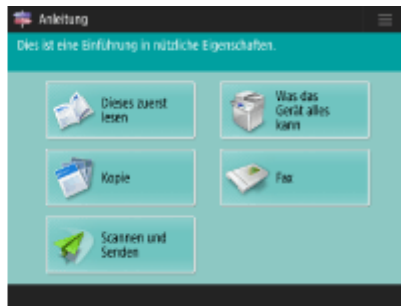 Anleitung
Dies ist eine Einführung in nützliche Eigenschaften.
Dieses zuerst
lesen
Was das
Gerät alles
kann
Kopie
Fax
Scannen und
Senden